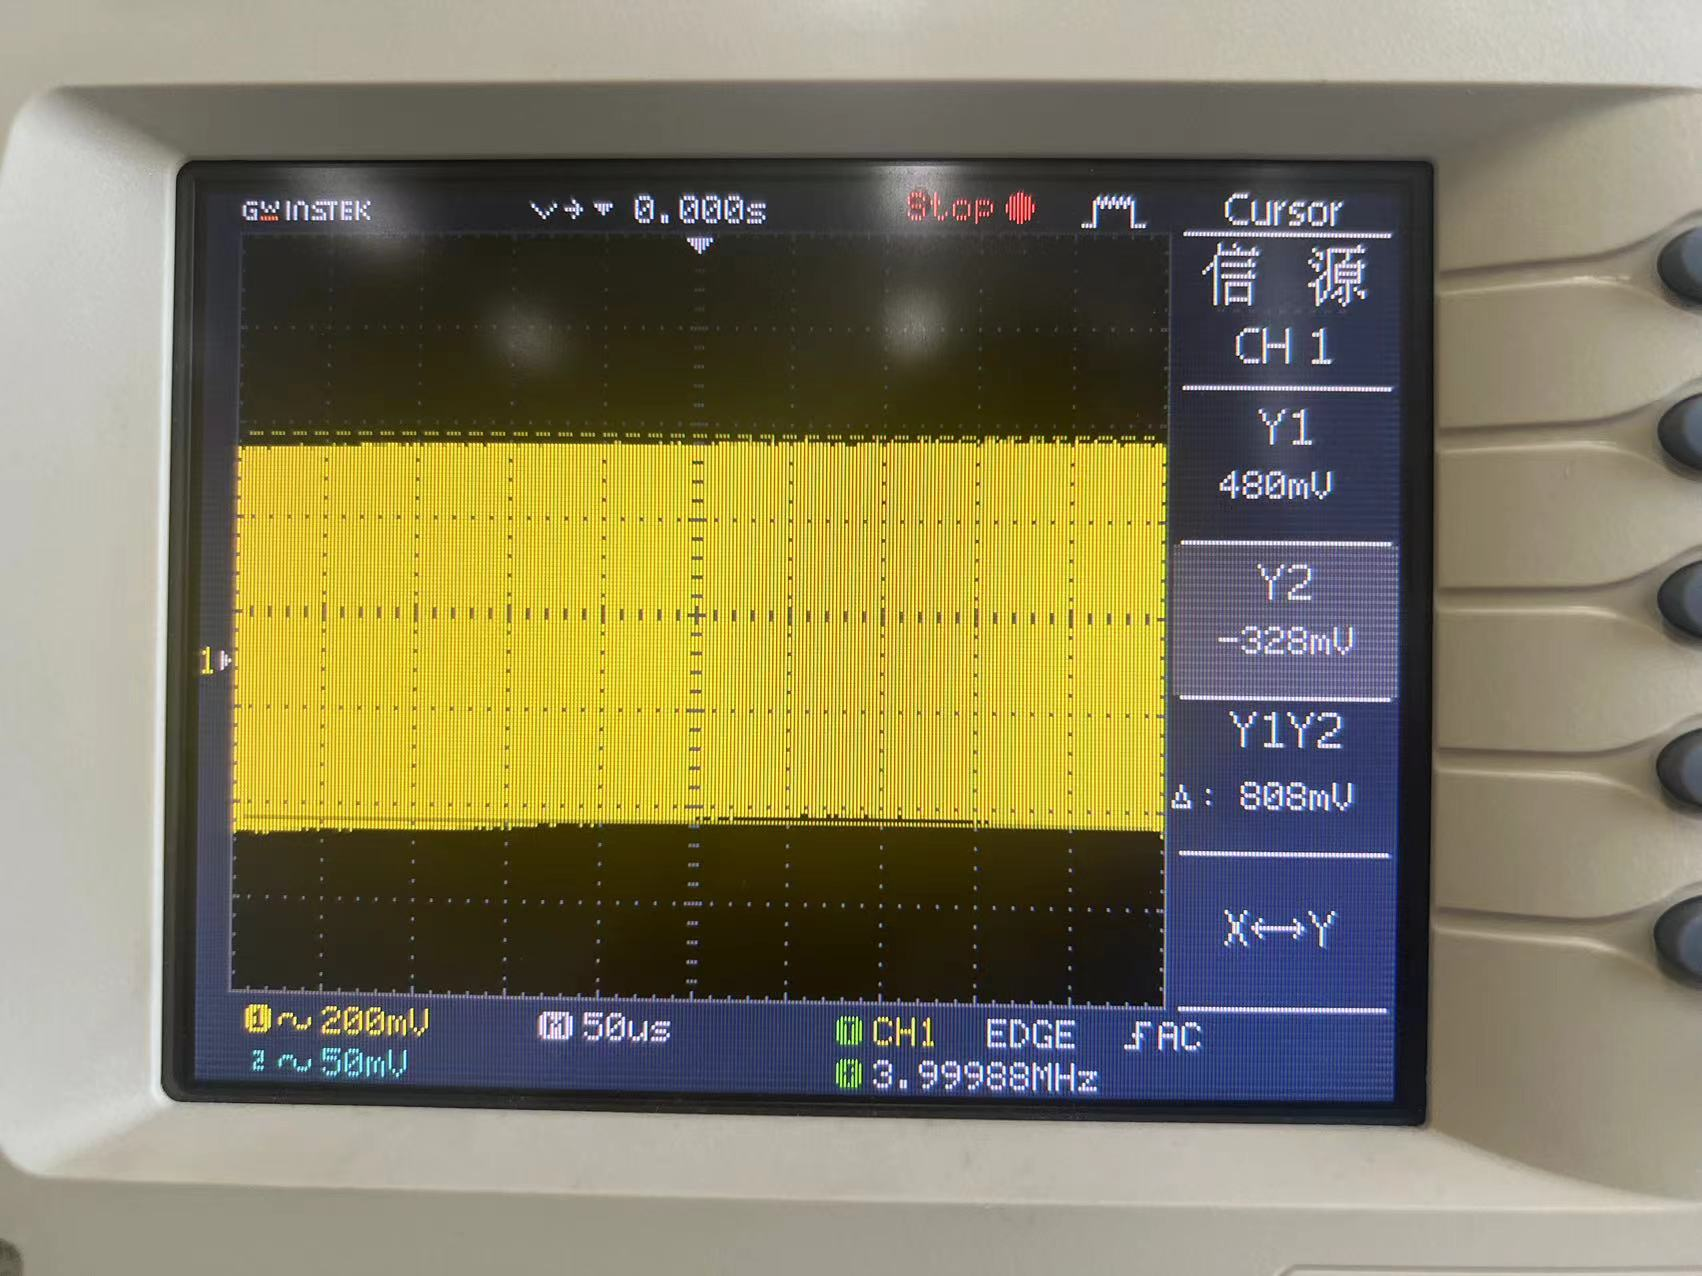 GW INSTEK 0.000s Stop Cursor
信 源
CH 1
Y1
480mV
Y2
-328mV
Y1Y2
Δ: 808mV
X↔Y
1
1 ~ 200mV M 50us T CH1 EDGE AC
2 ~ 50mV f 3.99988MHz